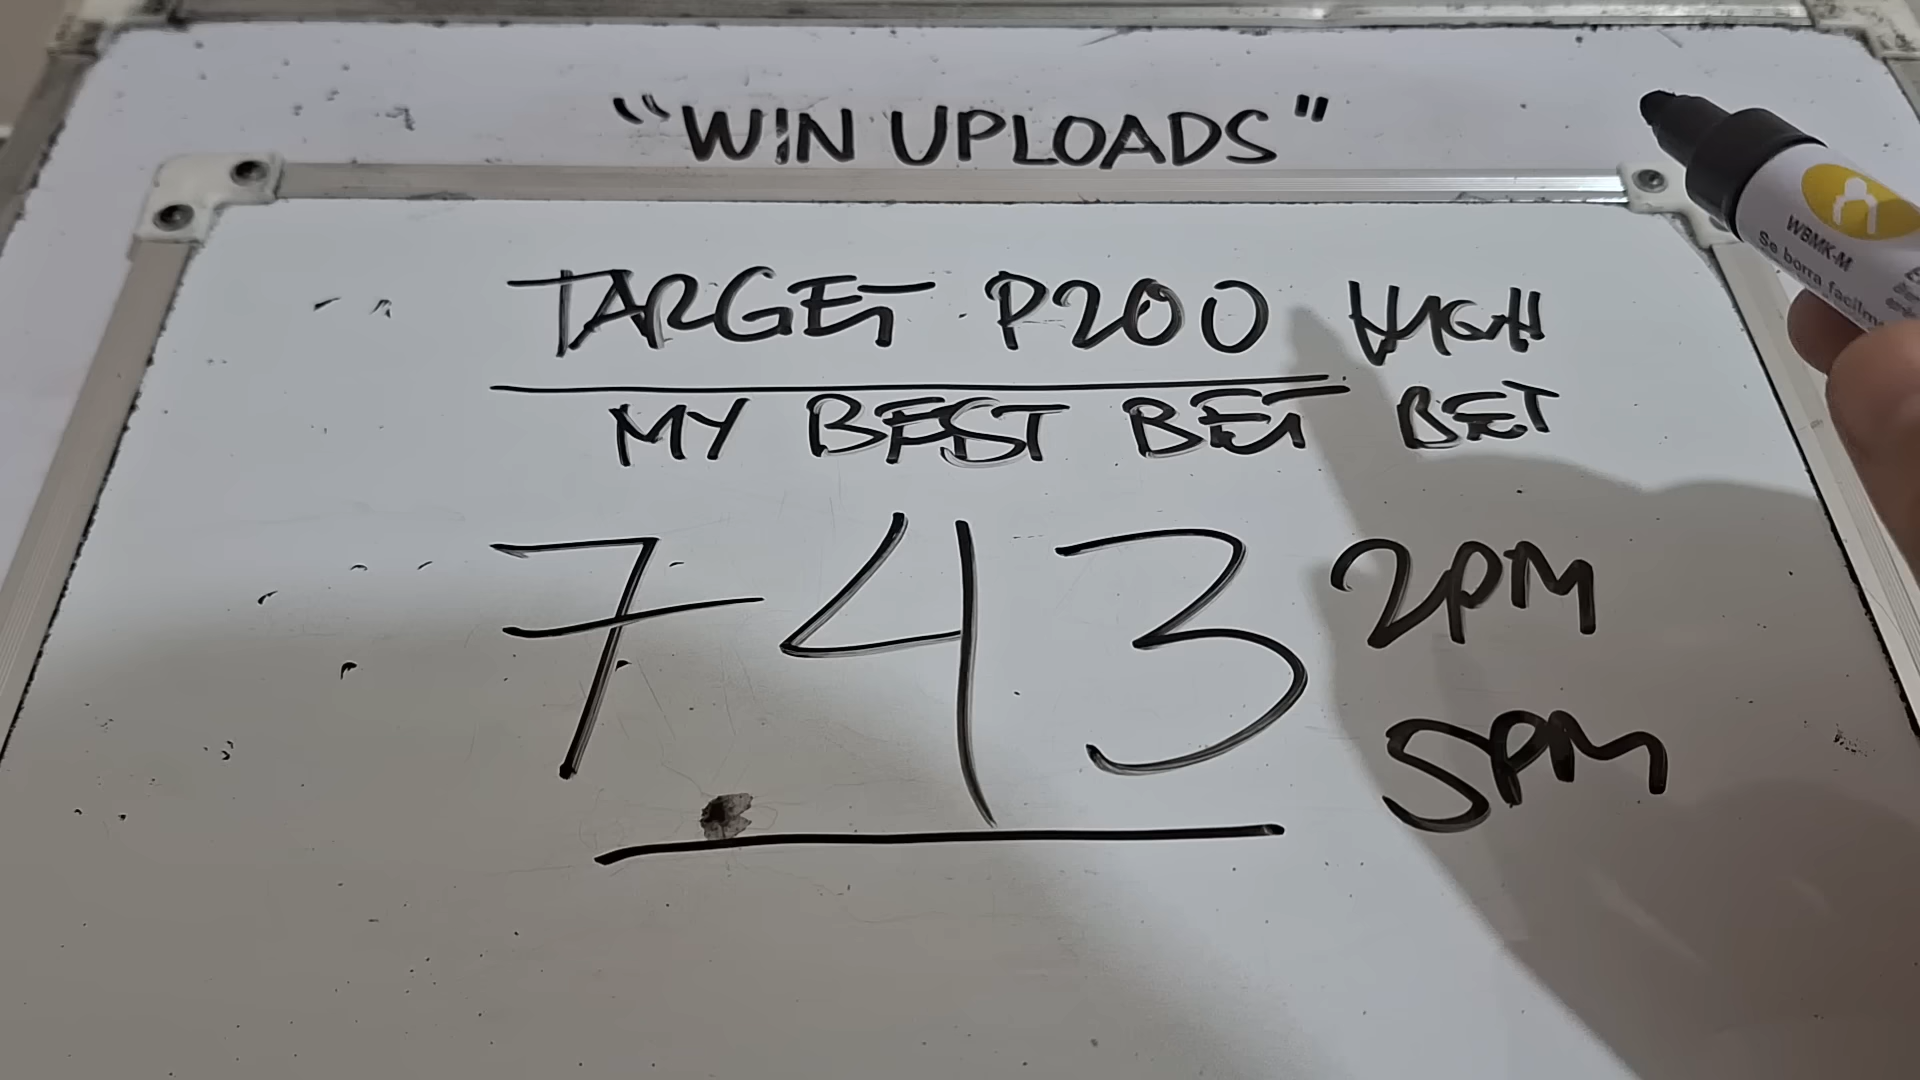 "WIN UPLOADS"
TARGET P200 HIGH
MY BEST BET BET
743 2PM
5PM
WBMK-M
Se borra facilm